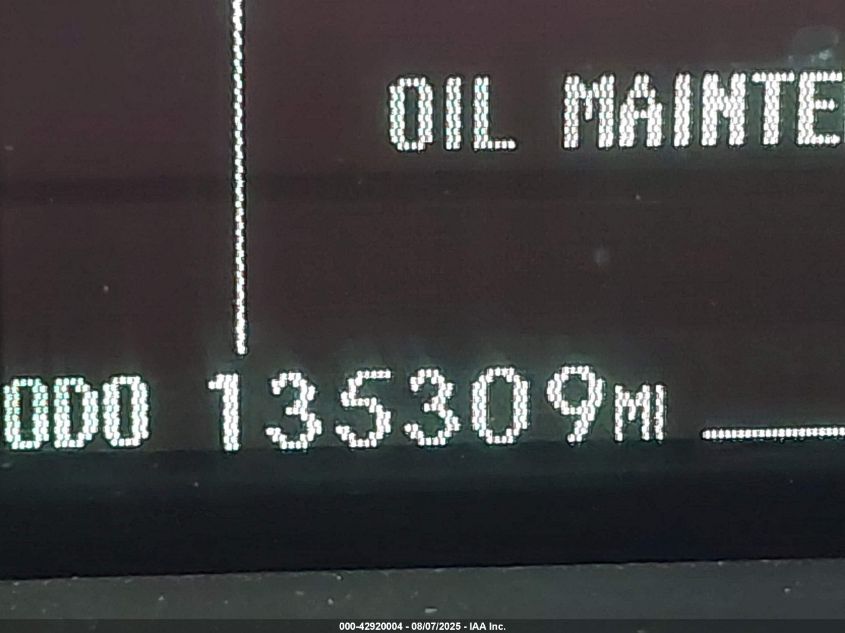 OIL MAINTE
ODO 135309MI
000-42920004 - 08/07/2025 - IAA Inc.